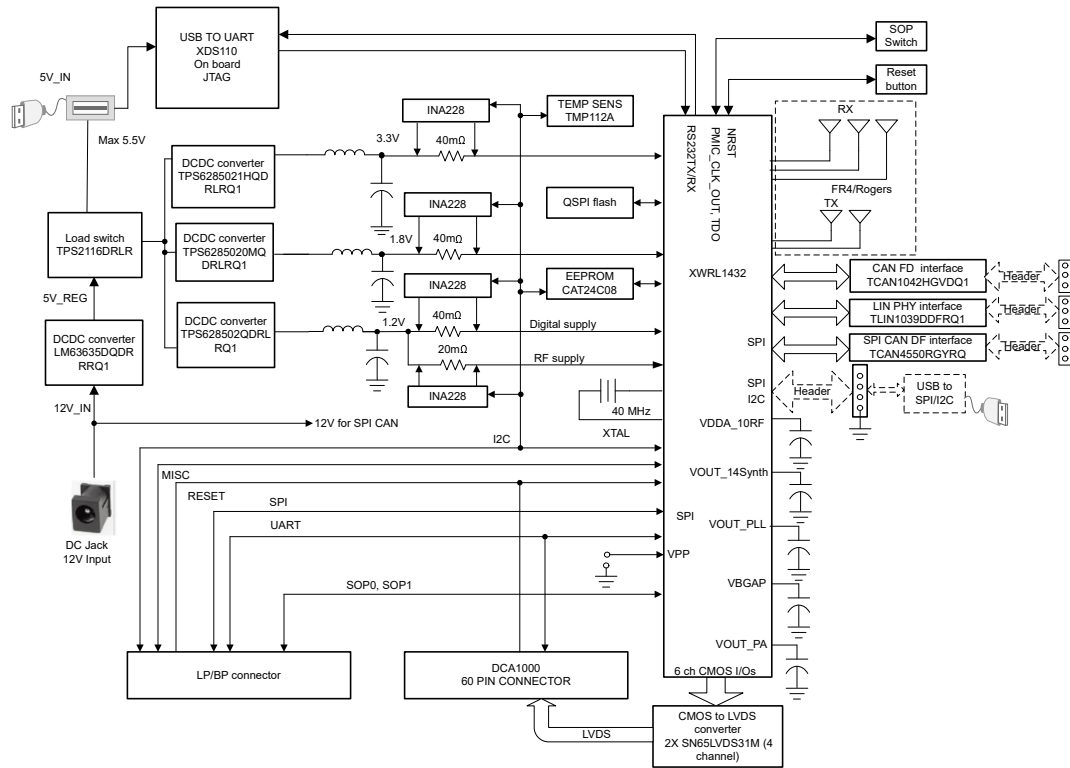 USB TO UART
XDS110
On board
JTAG
SOP
Switch
Reset
button
5V_IN
Max 5.5V
INA228
TEMP SENS
TMP112A
3.3V
40mΩ
DCDC converter
TPS6285021HQD
RLRQ1
RS232TX/RX
PMIC_CLK_OUT, TDO
NRST
RX
FR4/Rogers
TX
INA228
QSPI flash
Load switch
TPS2116DRLR
DCDC converter
TPS6285020MQ
DRLRQ1
1.8V
40mΩ
XWRL1432
INA228
EEPROM
CAT24C08
CAN FD interface
TCAN1042HGVDQ1
Header
5V_REG
DCDC converter
TPS628502QDRL
RQ1
1.2V
40mΩ
Digital supply
LIN PHY interface
TLIN1039DDFRQ1
Header
DCDC converter
LM63635DQDR
RRQ1
20mΩ
RF supply
SPI
SPI CAN DF interface
TCAN4550RGYRQ
Header
INA228
SPI
I2C
Header
USB to
SPI/I2C
12V_IN
12V for SPI CAN
40 MHz
XTAL
VDDA_10RF
I2C
MISC
RESET
VOUT_14Synth
SPI
SPI
UART
VOUT_PLL
DC Jack
12V Input
VPP
VBGAP
SOP0, SOP1
VOUT_PA
LP/BP connector
DCA1000
60 PIN CONNECTOR
6 ch CMOS I/Os
LVDS
CMOS to LVDS
converter
2X SN65LVDS31M (4
channel)